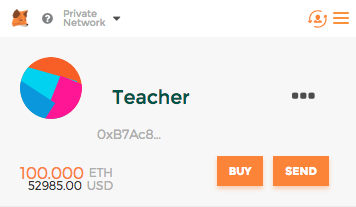 Private
Network
Teacher
0xB7Ac8...
100.000 ETH
52985.00 USD
BUY
SEND